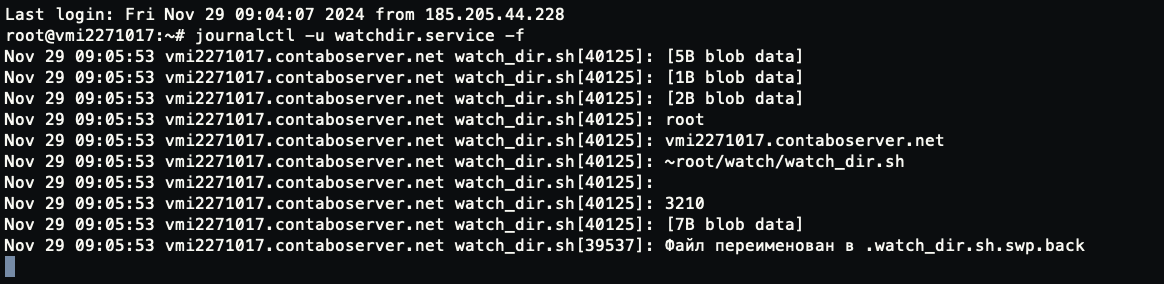 Last login: Fri Nov 29 09:04:07 2024 from 185.205.44.228
root@vmi2271017:~# journalctl -u watchdir.service -f
Nov 29 09:05:53 vmi2271017.contaboserver.net watch_dir.sh[40125]: [5B blob data]
Nov 29 09:05:53 vmi2271017.contaboserver.net watch_dir.sh[40125]: [1B blob data]
Nov 29 09:05:53 vmi2271017.contaboserver.net watch_dir.sh[40125]: [2B blob data]
Nov 29 09:05:53 vmi2271017.contaboserver.net watch_dir.sh[40125]: root
Nov 29 09:05:53 vmi2271017.contaboserver.net watch_dir.sh[40125]: vmi2271017.contaboserver.net
Nov 29 09:05:53 vmi2271017.contaboserver.net watch_dir.sh[40125]: ~root/watch/watch_dir.sh
Nov 29 09:05:53 vmi2271017.contaboserver.net watch_dir.sh[40125]:
Nov 29 09:05:53 vmi2271017.contaboserver.net watch_dir.sh[40125]: 3210
Nov 29 09:05:53 vmi2271017.contaboserver.net watch_dir.sh[40125]: [7B blob data]
Nov 29 09:05:53 vmi2271017.contaboserver.net watch_dir.sh[39537]: Файл переименован в .watch_dir.sh.swp.back